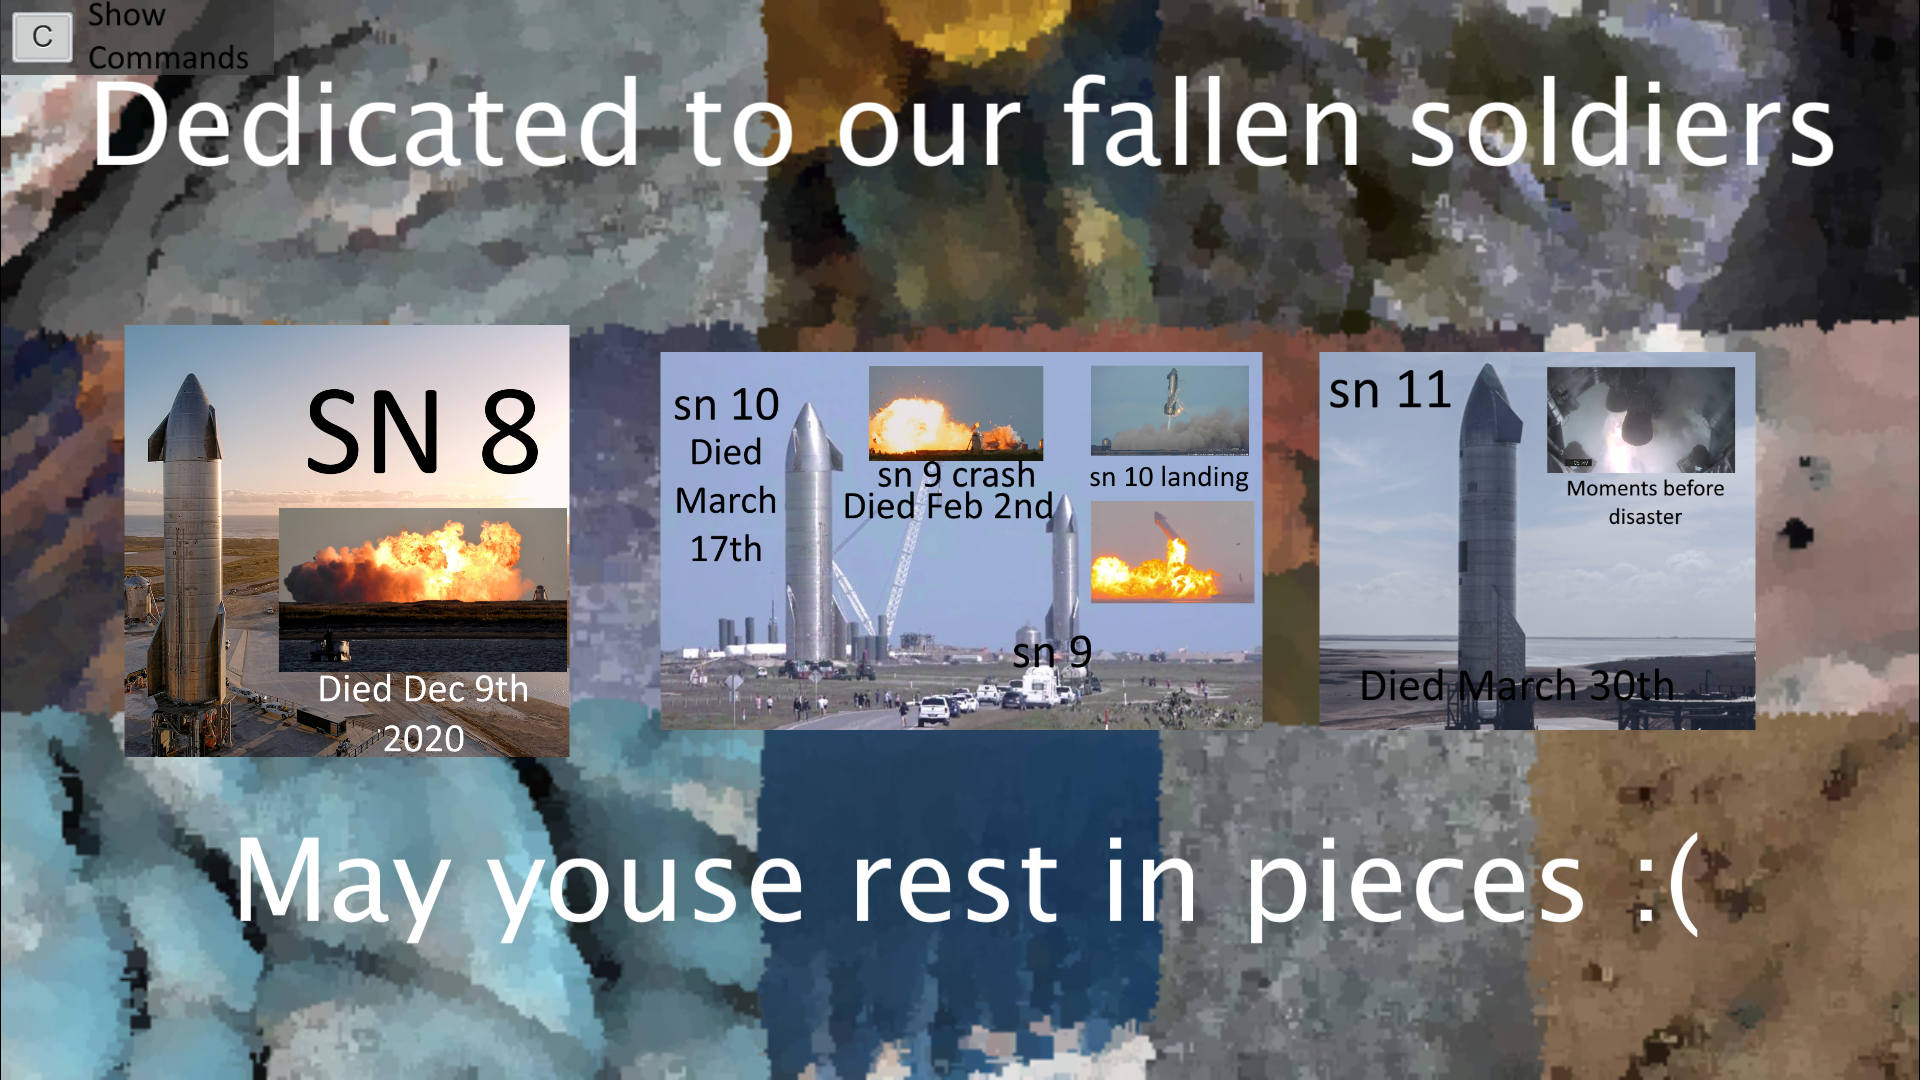 C
Show
Commands
Dedicated to our fallen soldiers
SN 8
Died Dec 9th
2020
sn 10
Died
March
17th
sn 9 crash
Died Feb 2nd
sn 10 landing
sn 9
sn 11
Moments before
disaster
Died March 30th
May youse rest in pieces :(